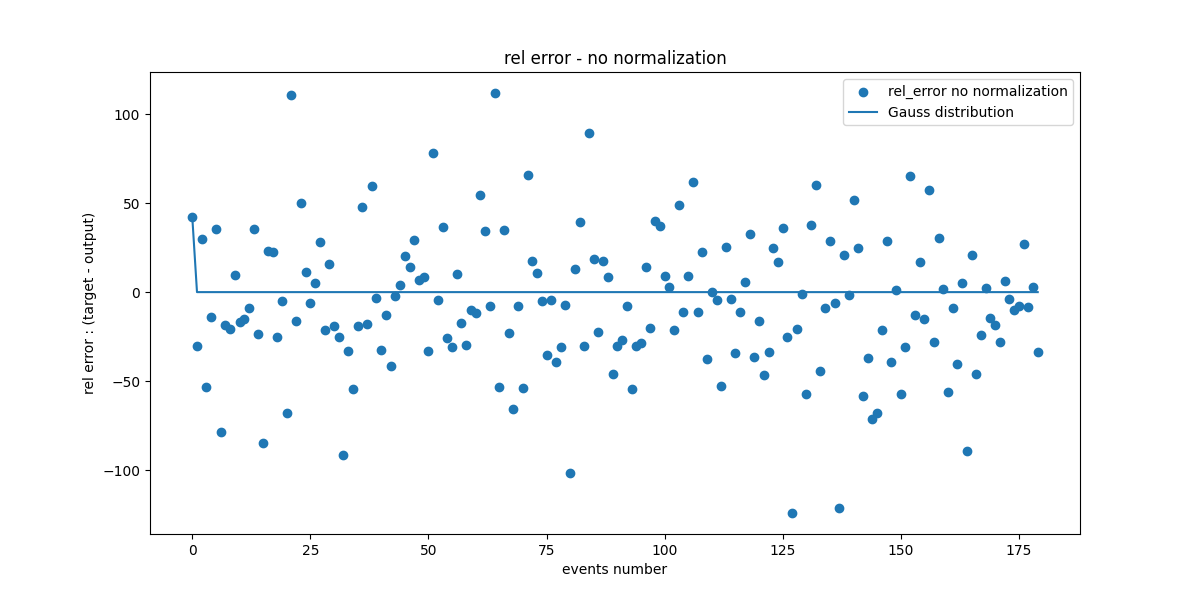 rel error - no normalization
rel_error no normalization
Gauss distribution
rel error : (target - output)
100
50
0
−50
−100
0 25 50 75 100 125 150 175
events number